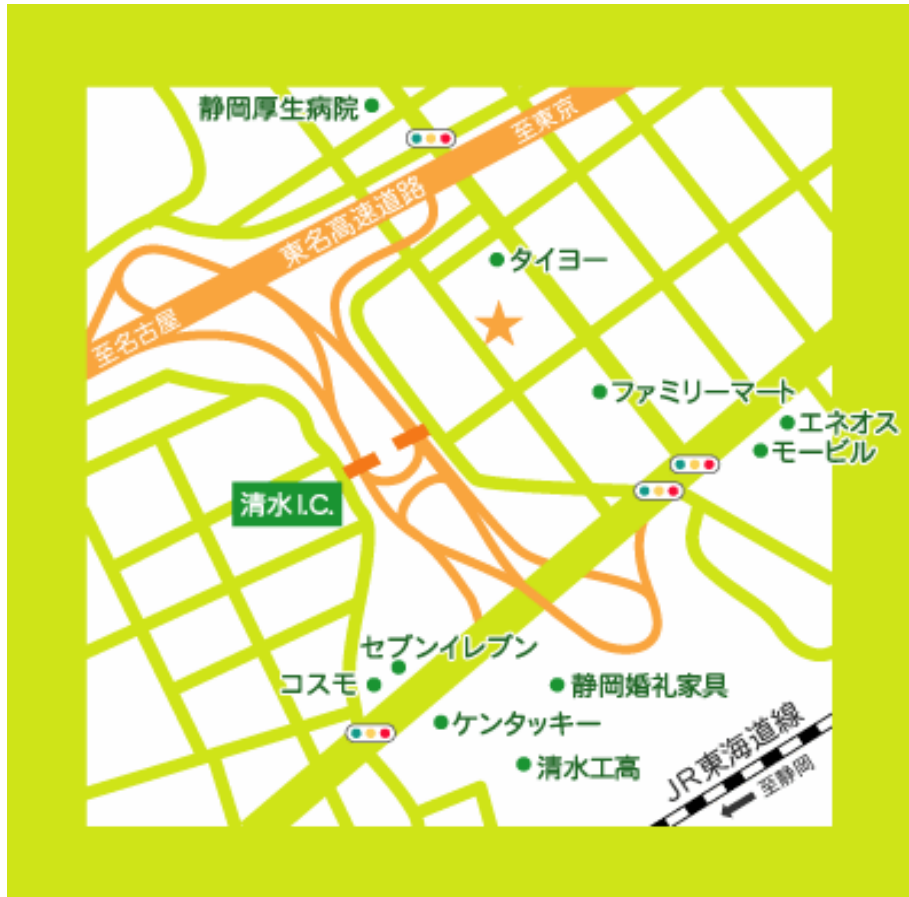 静岡厚生病院
至東京
東名高速道路
タイヨー
至名古屋
ファミリーマート
エネオス
モービル
清水I.C.
セブンイレブン
コスモ
静岡婚礼家具
ケンタッキー
清水工高
JR東海道線
至静岡